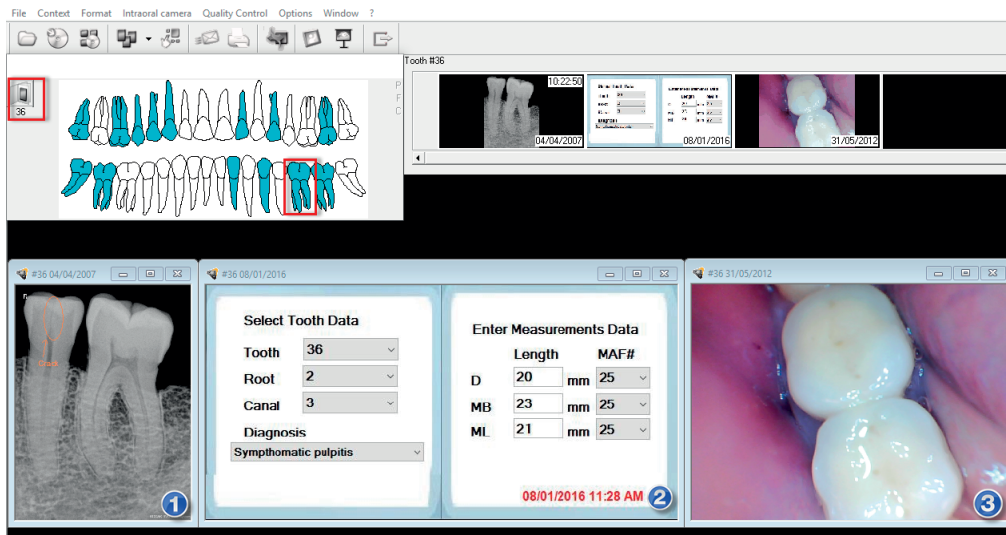 File Context Format Intraoral camera Quality Control Options Window ?
Tooth #36
36
P
F
C
10:22:50
04/04/2007
08/01/2016
31/05/2012
#36 04/04/2007
1
#36 08/01/2016
Select Tooth Data
Tooth 36
Root 2
Canal 3
Diagnosis
Sympthomatic pulpitis
Enter Measurements Data
Length MAF#
D 20 mm 25
MB 23 mm 25
ML 21 mm 25
08/01/2016 11:28 AM 2
#36 31/05/2012
3